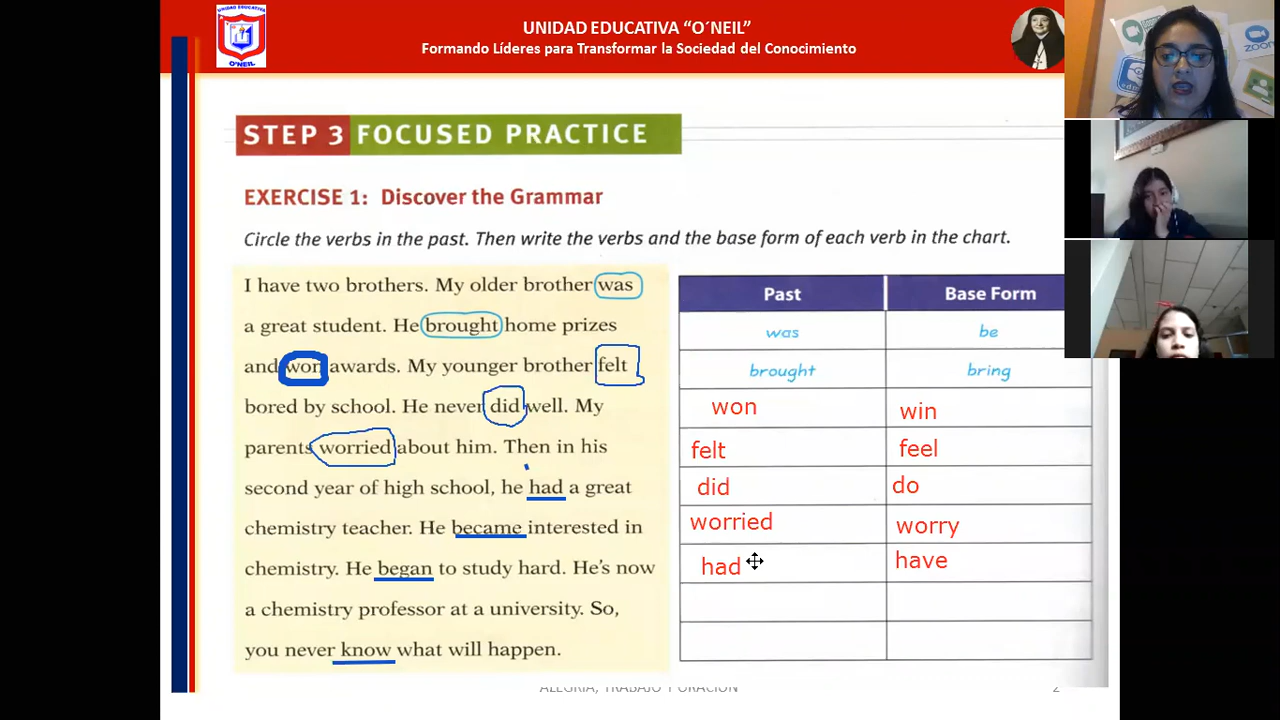 UNIDAD EDUCATIVA
O'NEIL
UNIDAD EDUCATIVA “O´NEIL”
Formando Líderes para Transformar la Sociedad del Conocimiento
zoom
STEP 3 FOCUSED PRACTICE
EXERCISE 1: Discover the Grammar
Circle the verbs in the past. Then write the verbs and the base form of each verb in the chart.
I have two brothers. My older brother was
a great student. He brought home prizes
and won awards. My younger brother felt
bored by school. He never did well. My
parents worried about him. Then in his
second year of high school, he had a great
chemistry teacher. He became interested in
chemistry. He began to study hard. He's now
a chemistry professor at a university. So,
you never know what will happen.
Past Base Form
was be
brought bring
won win
felt feel
did do
worried worry
had have
ALEGRÍA, TRABAJO Y ORACIÓN 2